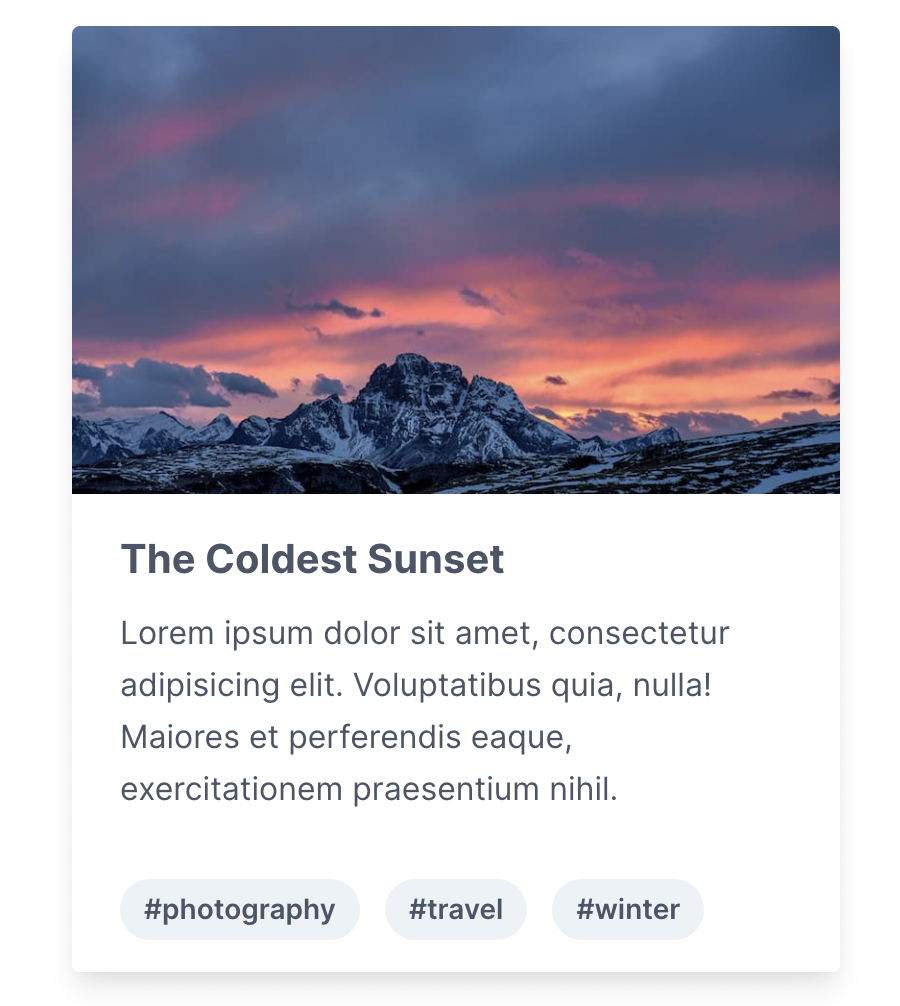 The Coldest Sunset
Lorem ipsum dolor sit amet, consectetur
adipisicing elit. Voluptatibus quia, nulla!
Maiores et perferendis eaque,
exercitationem praesentium nihil.
#photography #travel #winter